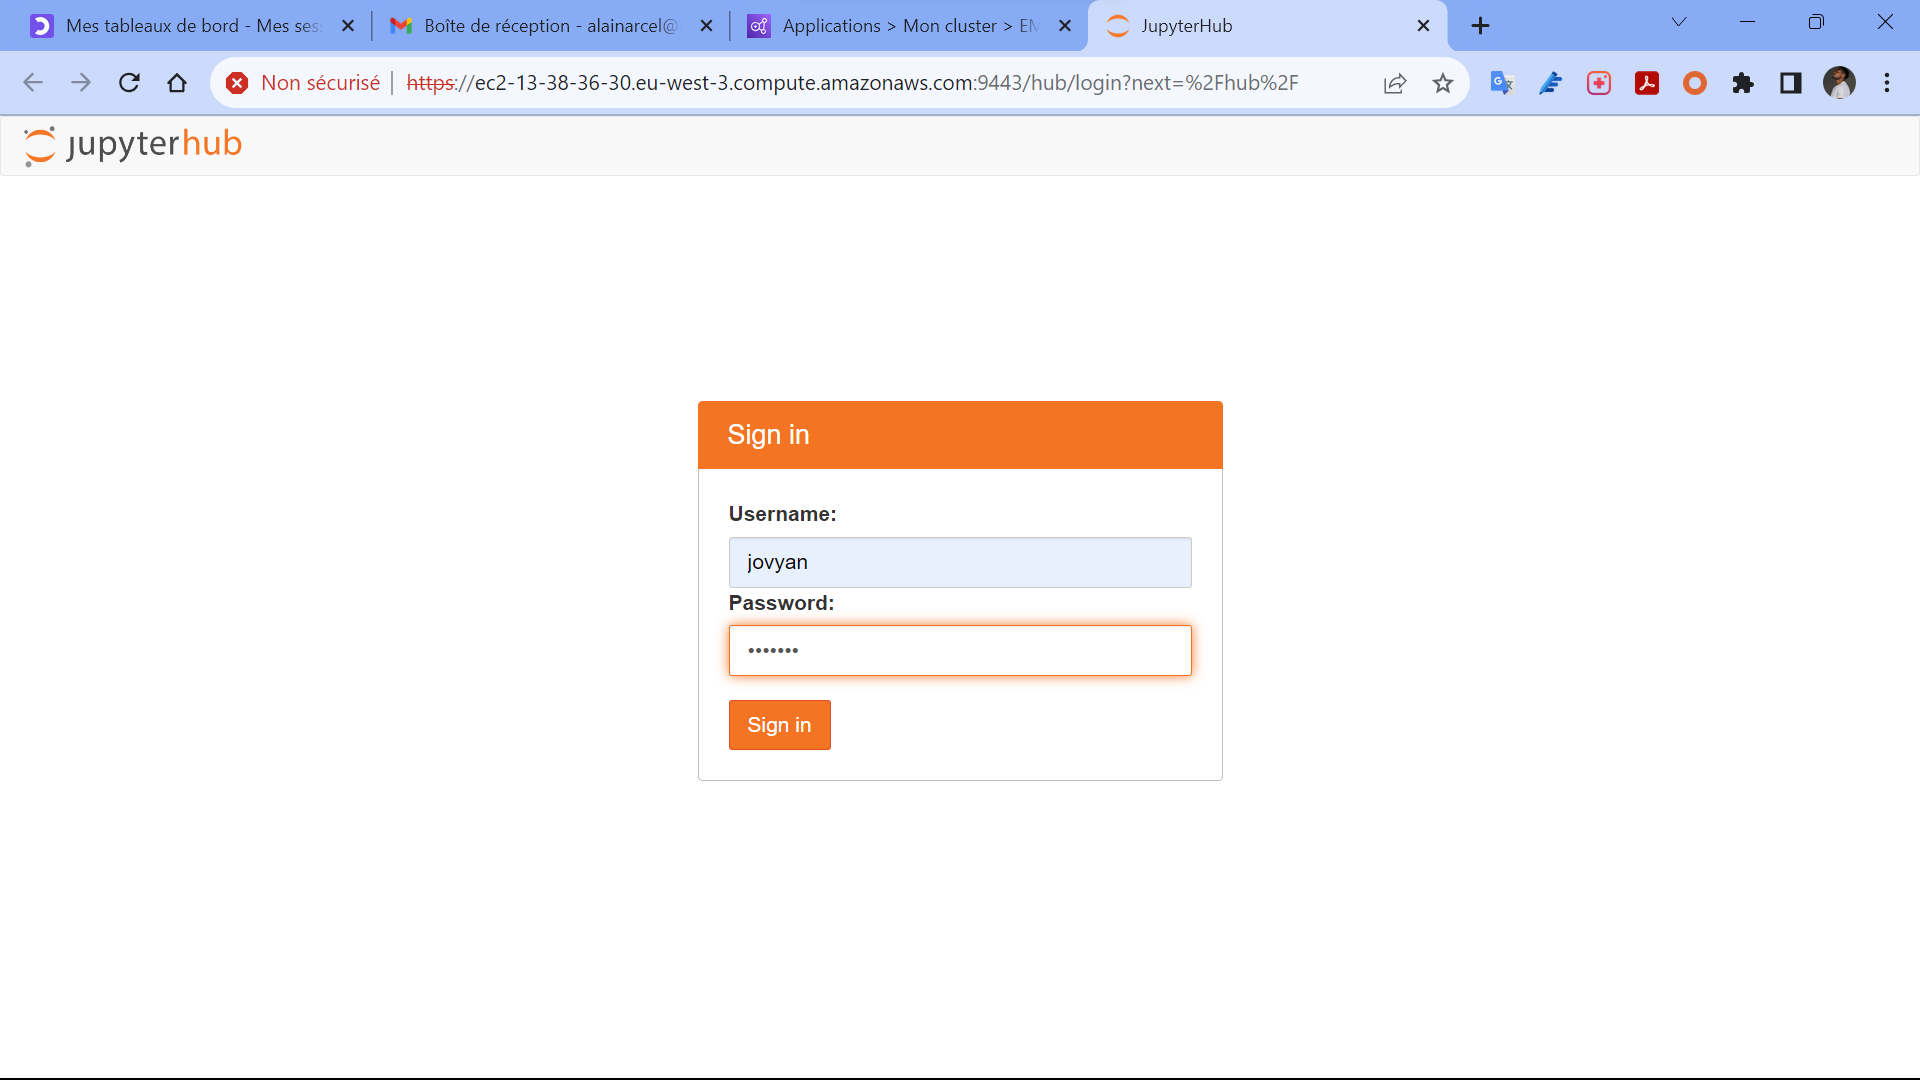 Mes tableaux de bord - Mes ses
Boîte de réception - alainarcel@
Applications > Mon cluster > EM
JupyterHub
Non sécurisé
https://ec2-13-38-36-30.eu-west-3.compute.amazonaws.com:9443/hub/login?next=%2Fhub%2F
jupyterhub
Sign in
Username:
jovyan
Password:
•••••••
Sign in